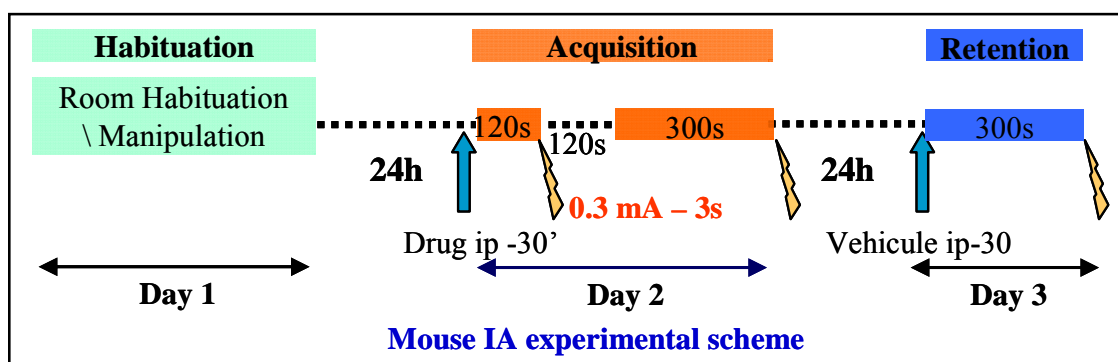 Habituation
Acquisition
Retention
Room Habituation
\ Manipulation
120s
120s
300s
300s
24h
24h
0.3 mA – 3s
Drug ip -30’
Vehicule ip-30
Day 1
Day 2
Day 3
Mouse IA experimental scheme